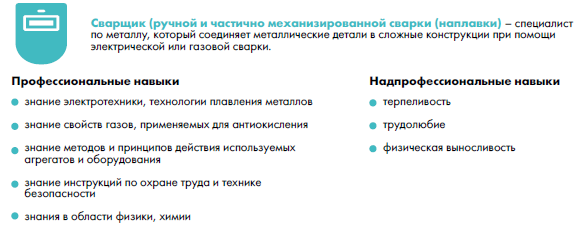 Сварщик (ручной и частично механизированной сварки (наплавки) – специалист
по металлу, который соединяет металлические детали в сложные конструкции при помощи
электрической или газовой сварки.
Профессиональные навыки
знание электротехники, технологии плавления металлов
знание свойств газов, применяемых для антиокисления
знание методов и принципов действия используемых
агрегатов и оборудования
знание инструкций по охране труда и технике
безопасности
знания в области физики, химии
Надпрофессиональные навыки
терпеливость
трудолюбие
физическая выносливость